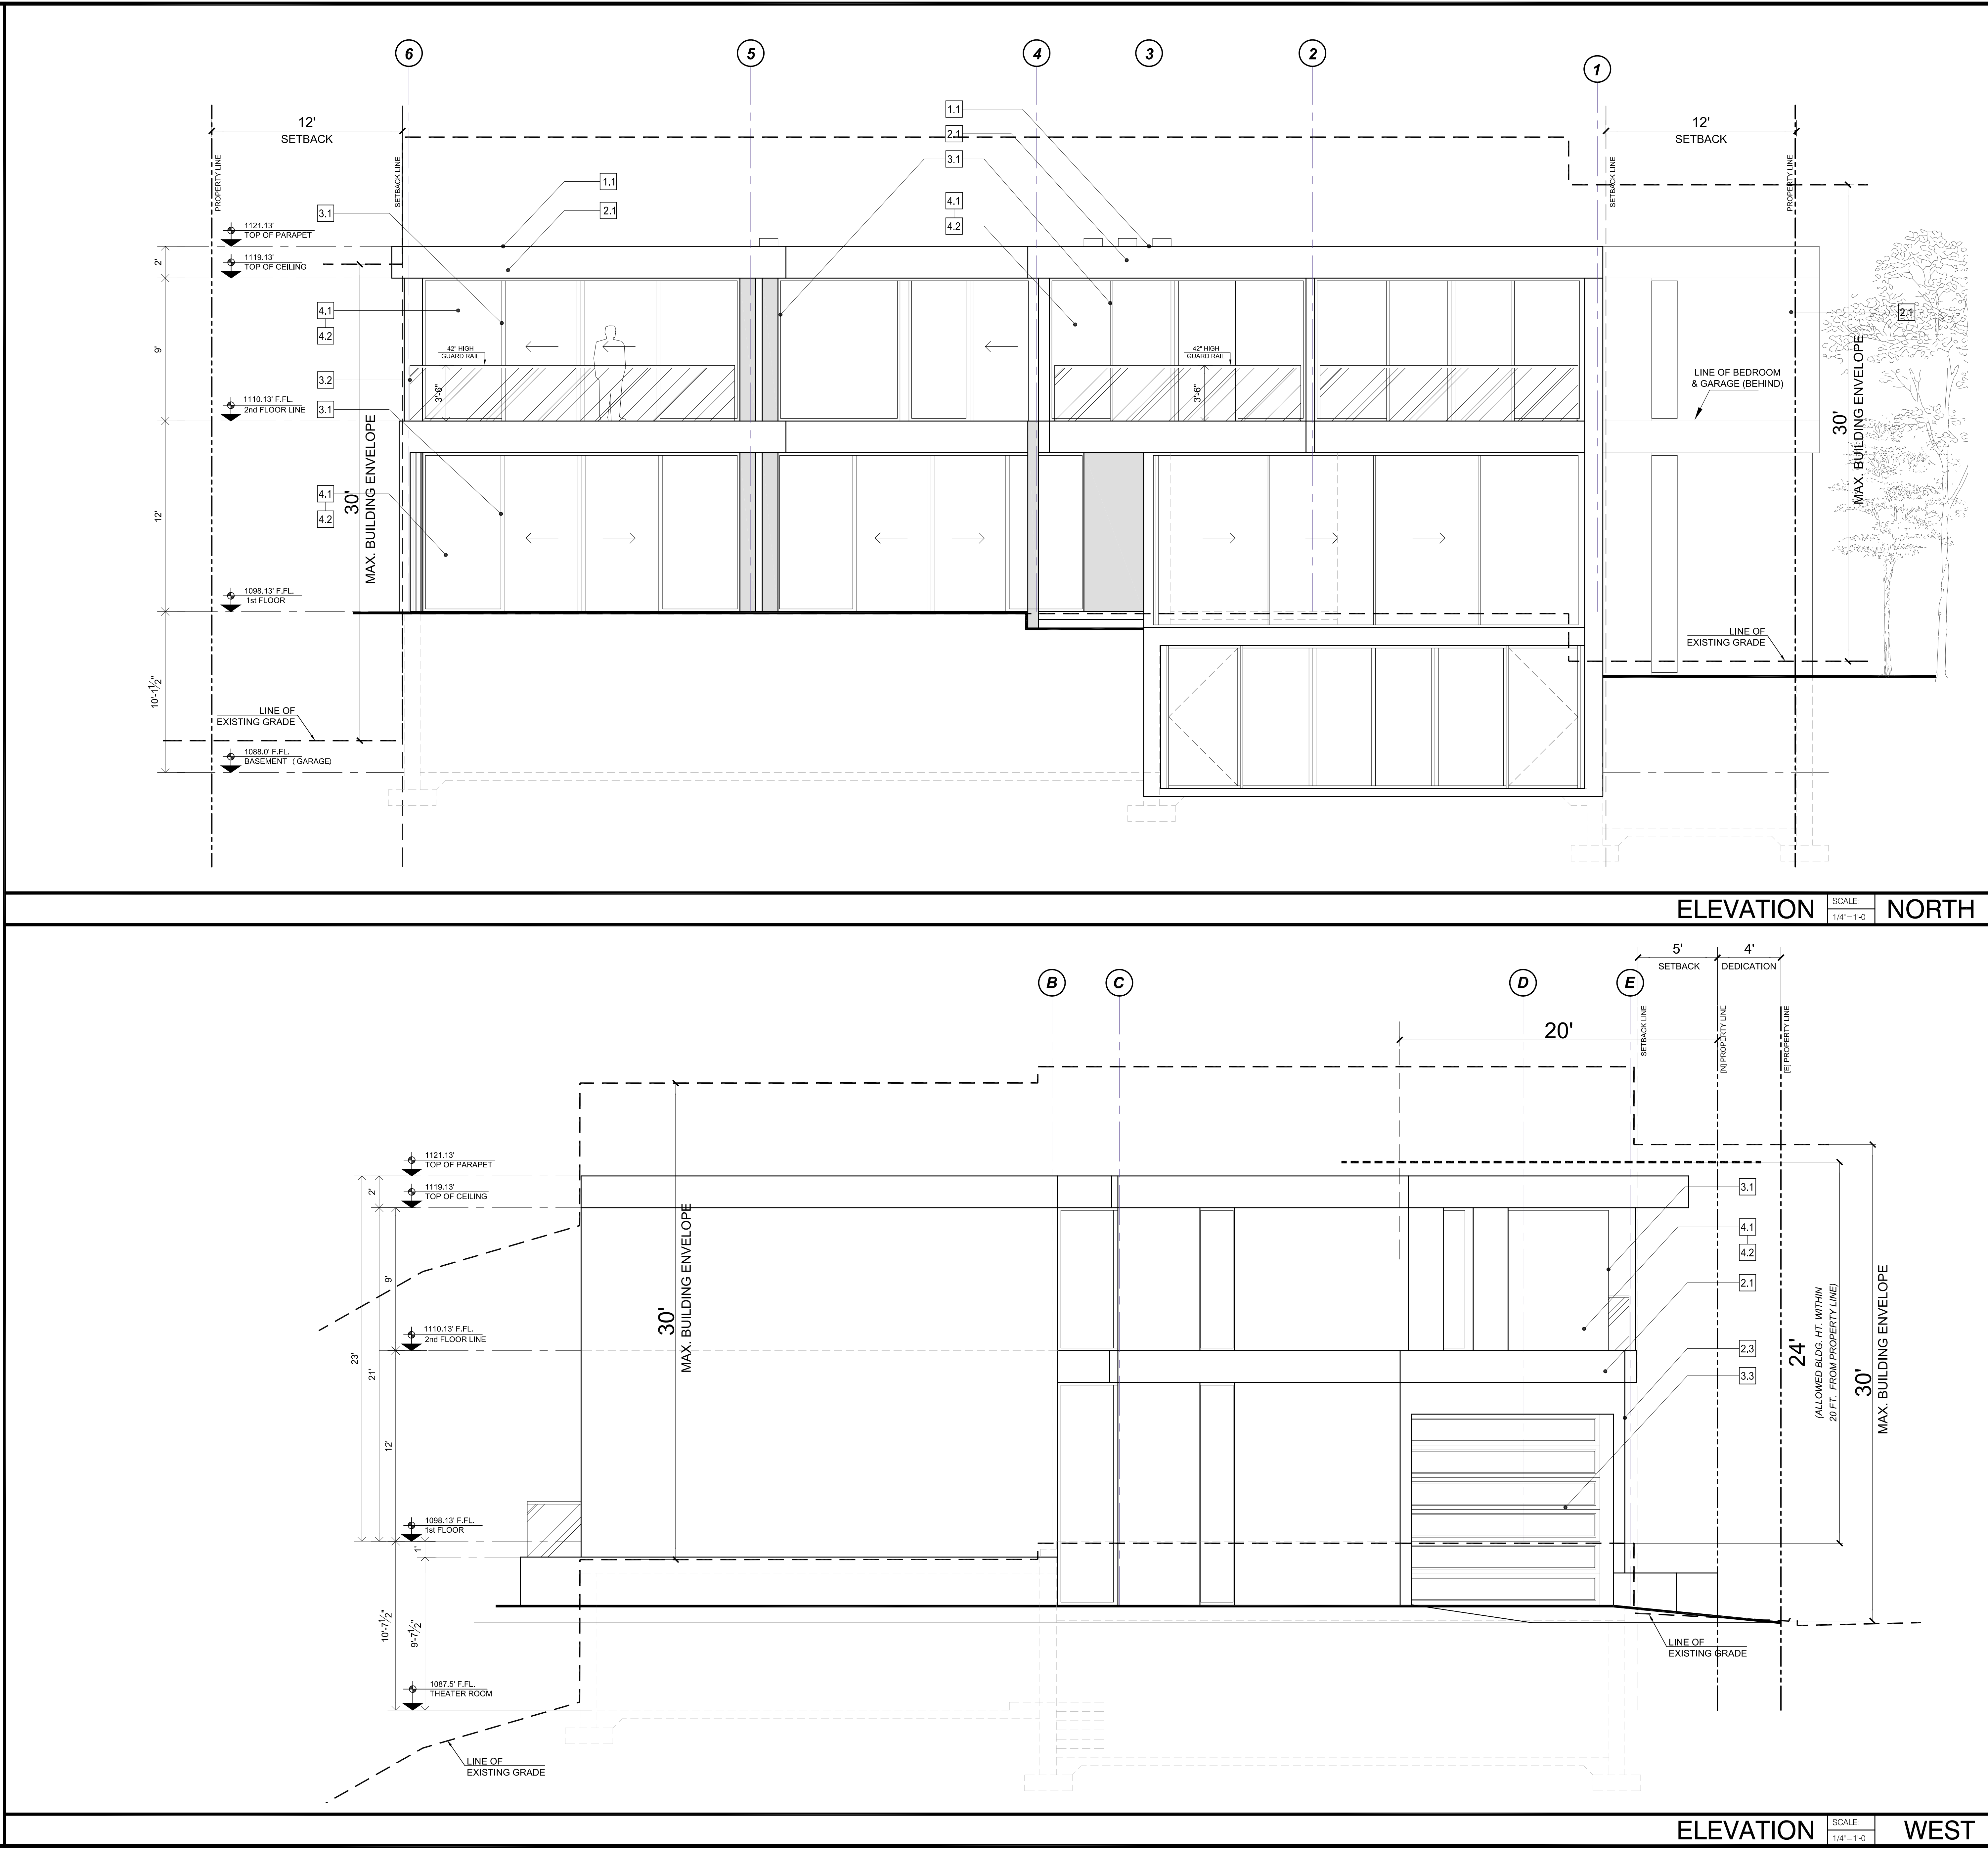 6
5
4
3
2
1
12'
SETBACK
12'
SETBACK
PROPERTY LINE
SETBACK LINE
SETBACK LINE
PROPERTY LINE
1.1
2.1
3.1
4.1
4.2
1.1
2.1
3.1
1121.13'
TOP OF PARAPET
1119.13'
TOP OF CEILING
2'
4.1
4.2
2.1
9'
42" HIGH
GUARD RAIL
42" HIGH
GUARD RAIL
3'-6"
3'-6"
LINE OF BEDROOM
& GARAGE (BEHIND)
3.2
3.1
1110.13' F.FL.
2nd FLOOR LINE
30'
MAX. BUILDING ENVELOPE
30'
MAX. BUILDING ENVELOPE
4.1
4.2
12'
1098.13' F.FL.
1st FLOOR
LINE OF
EXISTING GRADE
10'-1½"
LINE OF
EXISTING GRADE
1088.0' F.FL.
BASEMENT ( GARAGE)
ELEVATION
SCALE:
1/4"=1'-0"
NORTH
5'
SETBACK
4'
DEDICATION
B
C
D
E
20'
SETBACK LINE
[N] PROPERTY LINE
[E] PROPERTY LINE
1121.13'
TOP OF PARAPET
1119.13'
TOP OF CEILING
2'
3.1
4.1
4.2
2.1
2.3
3.3
9'
30'
MAX. BUILDING ENVELOPE
1110.13' F.FL.
2nd FLOOR LINE
23'
21'
24'
(ALLOWED BLDG. HT. WITHIN
20 FT. FROM PROPERTY LINE)
30'
MAX. BUILDING ENVELOPE
12'
1098.13' F.FL.
1st FLOOR
1'
10'-7½"
9'-7½"
LINE OF
EXISTING GRADE
1087.5' F.FL.
THEATER ROOM
LINE OF
EXISTING GRADE
ELEVATION
SCALE:
1/4"=1'-0"
WEST